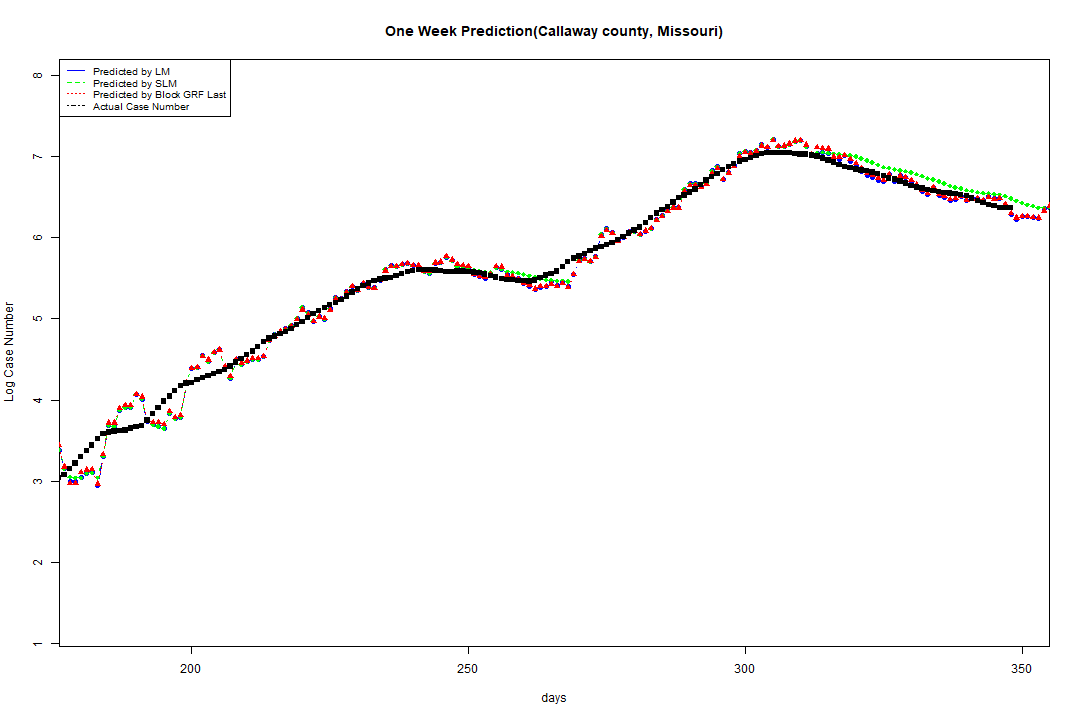 One Week Prediction(Callaway county, Missouri)
Predicted by LM
Predicted by SLM
Predicted by Block GRF Last
Actual Case Number
8
7
6
5
4
3
2
1
Log Case Number
200 250 300 350
days